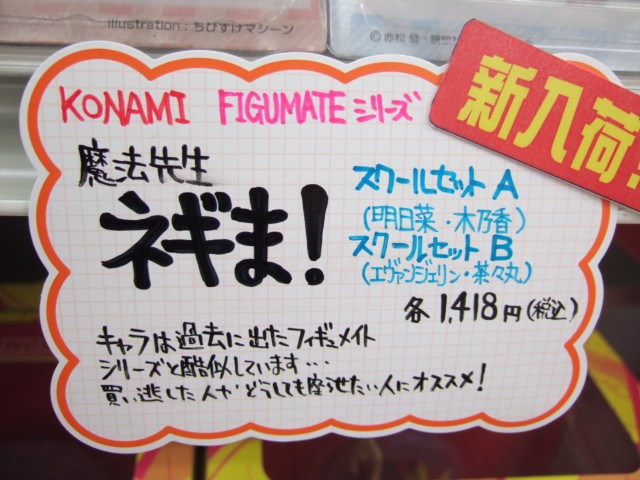 illustration：ちびすけマシーン
© 赤松 健・講談社
新入荷!
KONAMI FIGUMATEシリーズ
魔法先生
ネギま!
スクールセット A
(明日菜・木乃香)
スクールセット B
(エヴァンジェリン・茶々丸)
各1,418円(税込)
キャラは過去に出たフィギュメイト
シリーズと酷似しています…
買い逃した人やどうしても座らせたい人にオススメ!